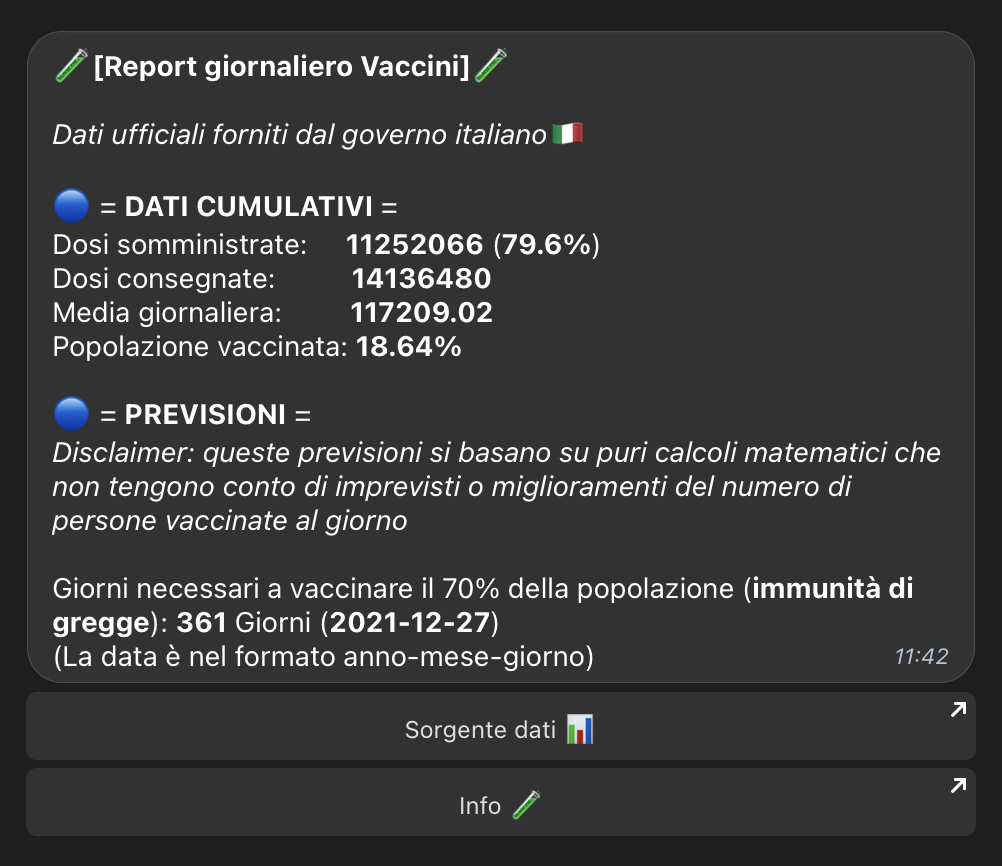 🧪[Report giornaliero Vaccini]🧪
Dati ufficiali forniti dal governo italiano🇮🇹
🔵 = DATI CUMULATIVI =
Dosi somministrate: 11252066 (79.6%)
Dosi consegnate: 14136480
Media giornaliera: 117209.02
Popolazione vaccinata: 18.64%
🔵 = PREVISIONI =
Disclaimer: queste previsioni si basano su puri calcoli matematici che
non tengono conto di imprevisti o miglioramenti del numero di
persone vaccinate al giorno
Giorni necessari a vaccinare il 70% della popolazione (immunità di
gregge): 361 Giorni (2021-12-27)
(La data è nel formato anno-mese-giorno)
11:42
Sorgente dati 📊
Info 🧪